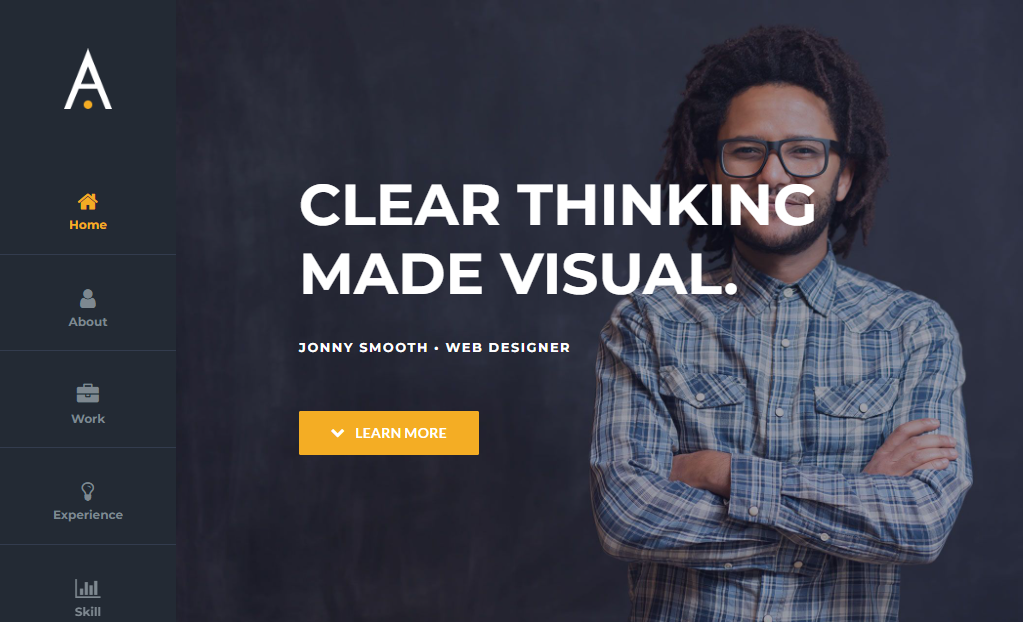 A
Home
About
Work
Experience
Skill
CLEAR THINKING
MADE VISUAL.
JONNY SMOOTH • WEB DESIGNER
LEARN MORE